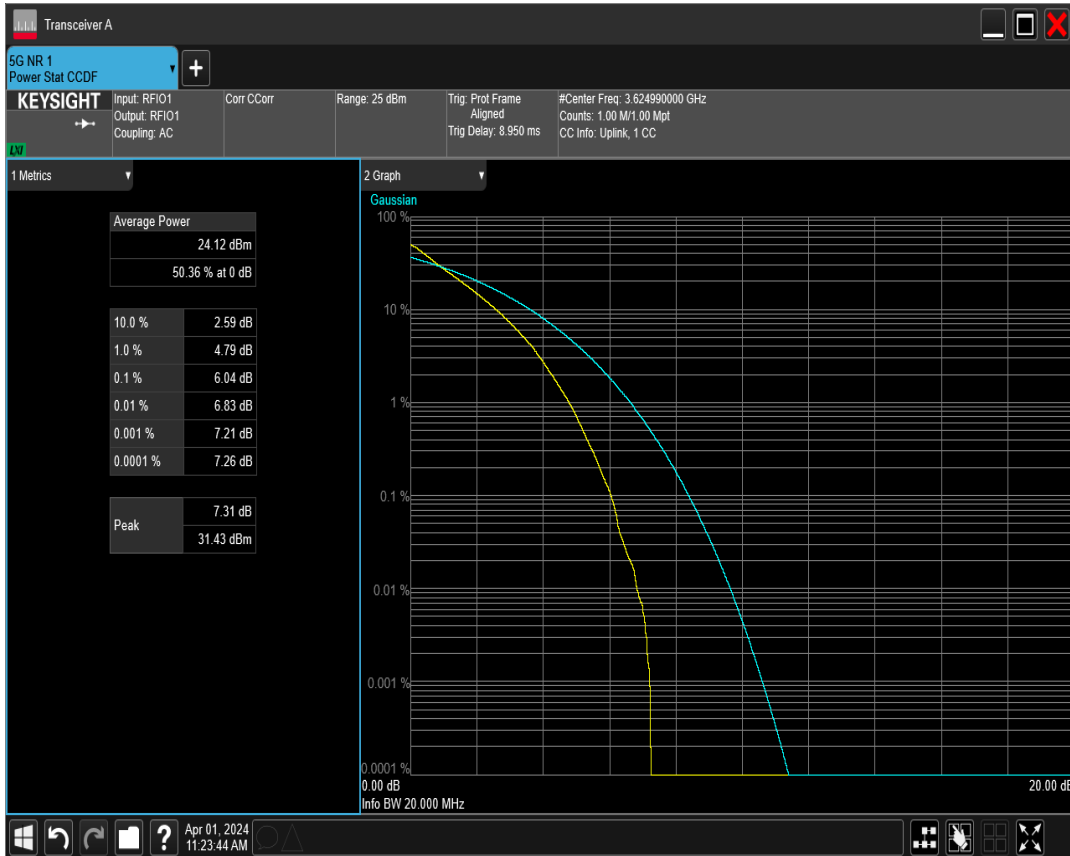 Transceiver A
5G NR 1
Power Stat CCDF
KEYSIGHT
LXI
Input: RFIO1
Output: RFIO1
Coupling: AC
Corr CCorr
Range: 25 dBm
Trig: Prot Frame
Aligned
Trig Delay: 8.950 ms
#Center Freq: 3.624990000 GHz
Counts: 1.00 M/1.00 Mpt
CC Info: Uplink, 1 CC
1 Metrics
Average Power
24.12 dBm
50.36 % at 0 dB
10.0 % 2.59 dB
1.0 % 4.79 dB
0.1 % 6.04 dB
0.01 % 6.83 dB
0.001 % 7.21 dB
0.0001 % 7.26 dB
Peak 7.31 dB
31.43 dBm
2 Graph
Gaussian
100 %
10 %
1 %
0.1 %
0.01 %
0.001 %
0.0001 %
0.00 dB 20.00 dB
Info BW 20.000 MHz
? Apr 01, 2024
11:23:44 AM